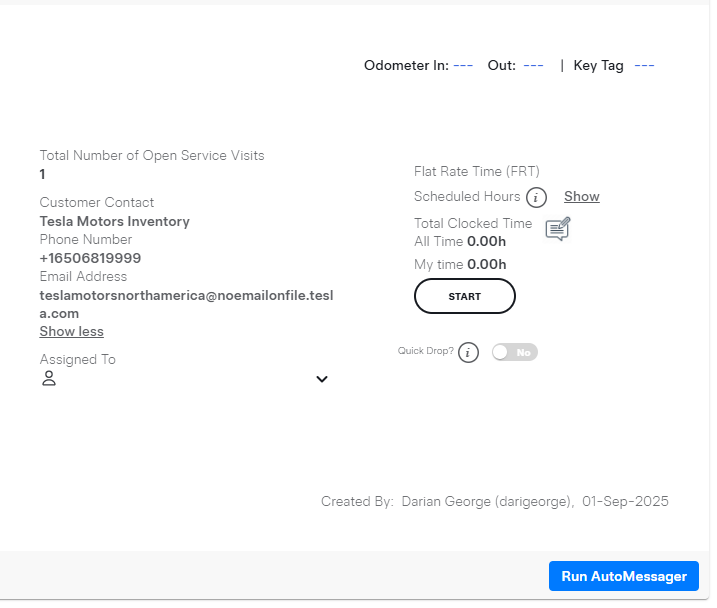 Odometer In: --- Out: --- | Key Tag ---
Total Number of Open Service Visits
1
Customer Contact
Tesla Motors Inventory
Phone Number
+16506819999
Email Address
teslamotorsnorthamerica@noemailonfile.tesl
a.com
Show less
Assigned To
Flat Rate Time (FRT)
Scheduled Hours i Show
Total Clocked Time
All Time 0.00h
My time 0.00h
START
Quick Drop? i No
Created By: Darian George (darigeorge), 01-Sep-2025
Run AutoMessager